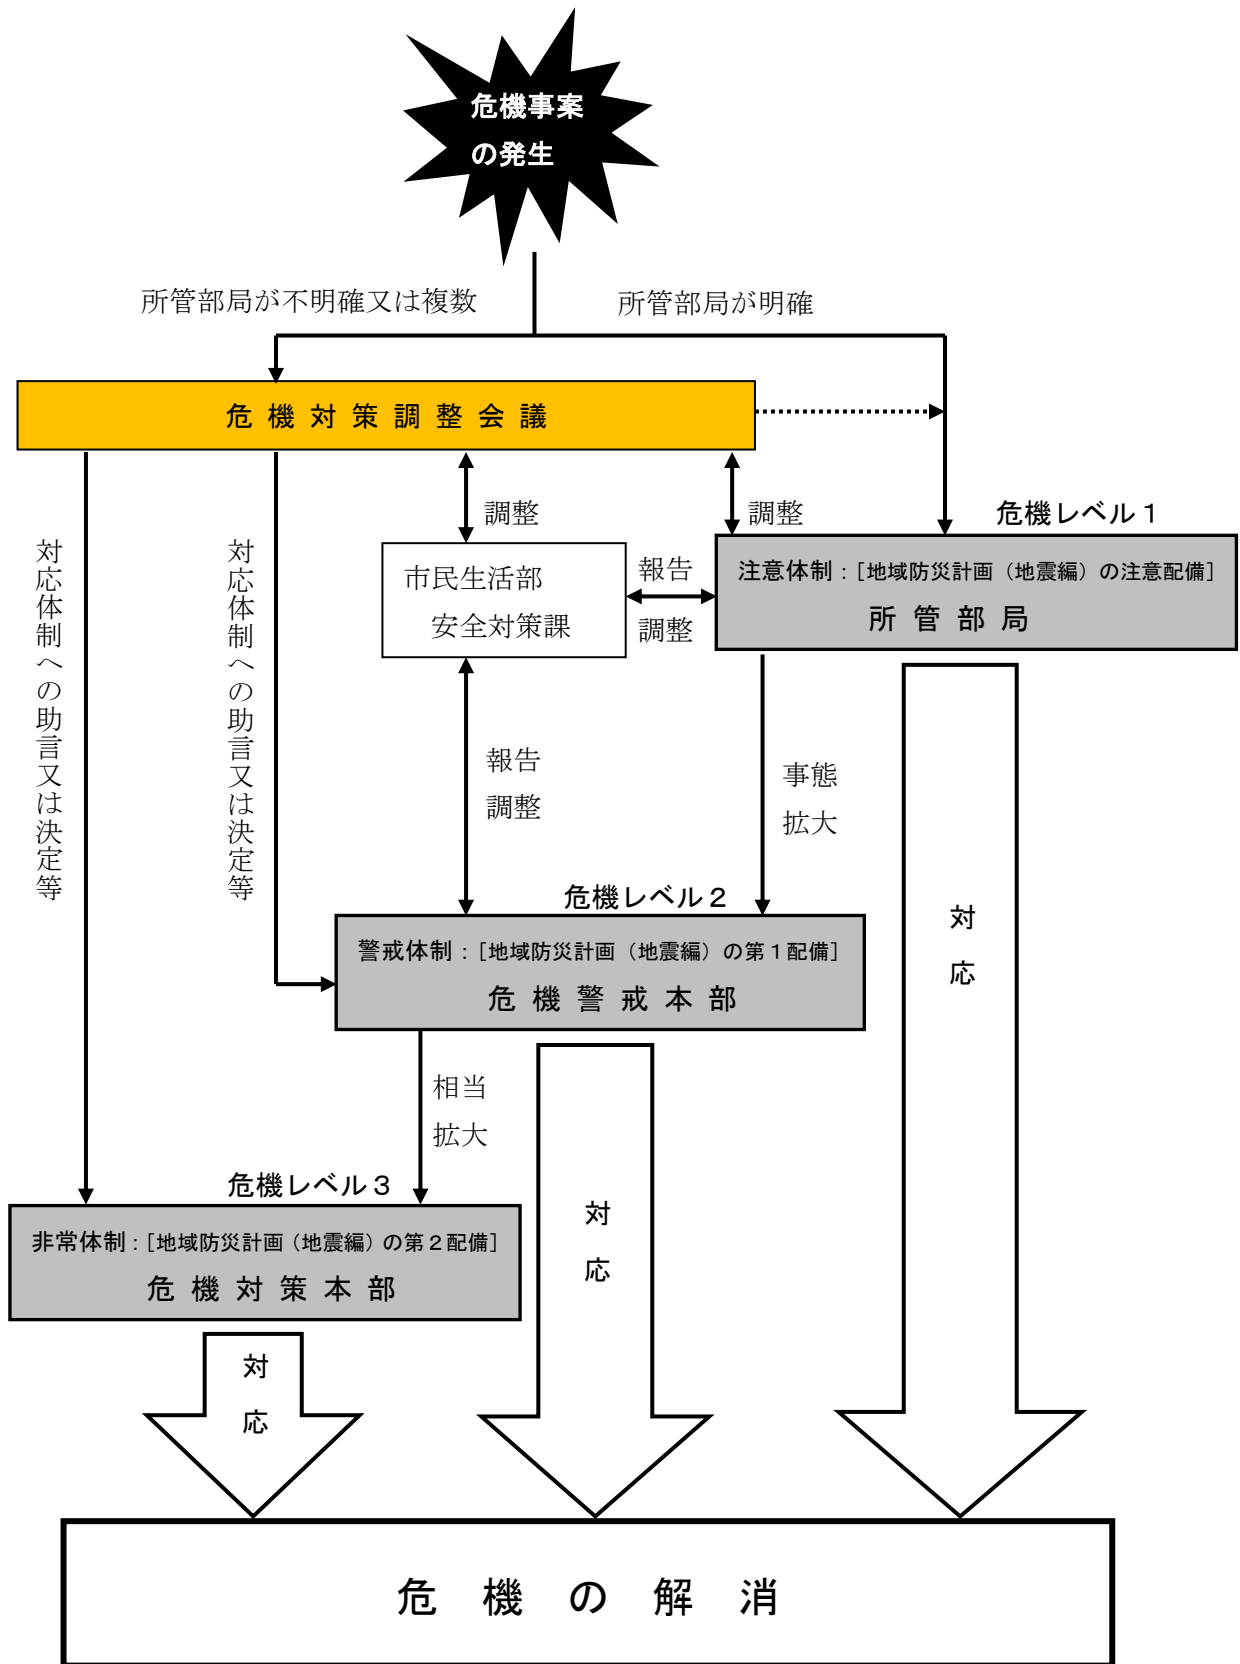 危機事案
の発生
所管部局が不明確又は複数
所管部局が明確
危機対策調整会議
調整
調整
危機レベル１
対応体制への助言又は決定等
対応体制への助言又は決定等
市民生活部
安全対策課
報告
調整
注意体制：[地域防災計画（地震編）の注意配備]
所管部局
報告
調整
事態
拡大
対
応
危機レベル２
警戒体制：[地域防災計画（地震編）の第１配備]
危機警戒本部
相当
拡大
危機レベル３
非常体制：[地域防災計画（地震編）の第２配備]
危機対策本部
対
応
対
応
危機の解消